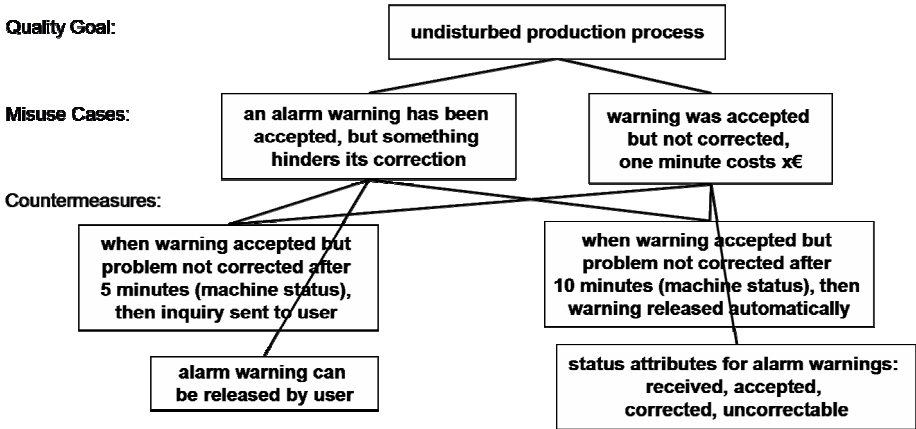 Quality Goal:
undisturbed production process
Misuse Cases:
an alarm warning has been
accepted, but something
hinders its correction
warning was accepted
but not corrected,
one minute costs x€
Countermeasures:
when warning accepted but
problem not corrected after
5 minutes (machine status),
then inquiry sent to user
when warning accepted but
problem not corrected after
10 minutes (machine status), then
warning released automatically
alarm warning can
be released by user
status attributes for alarm warnings:
received, accepted,
corrected, uncorrectable